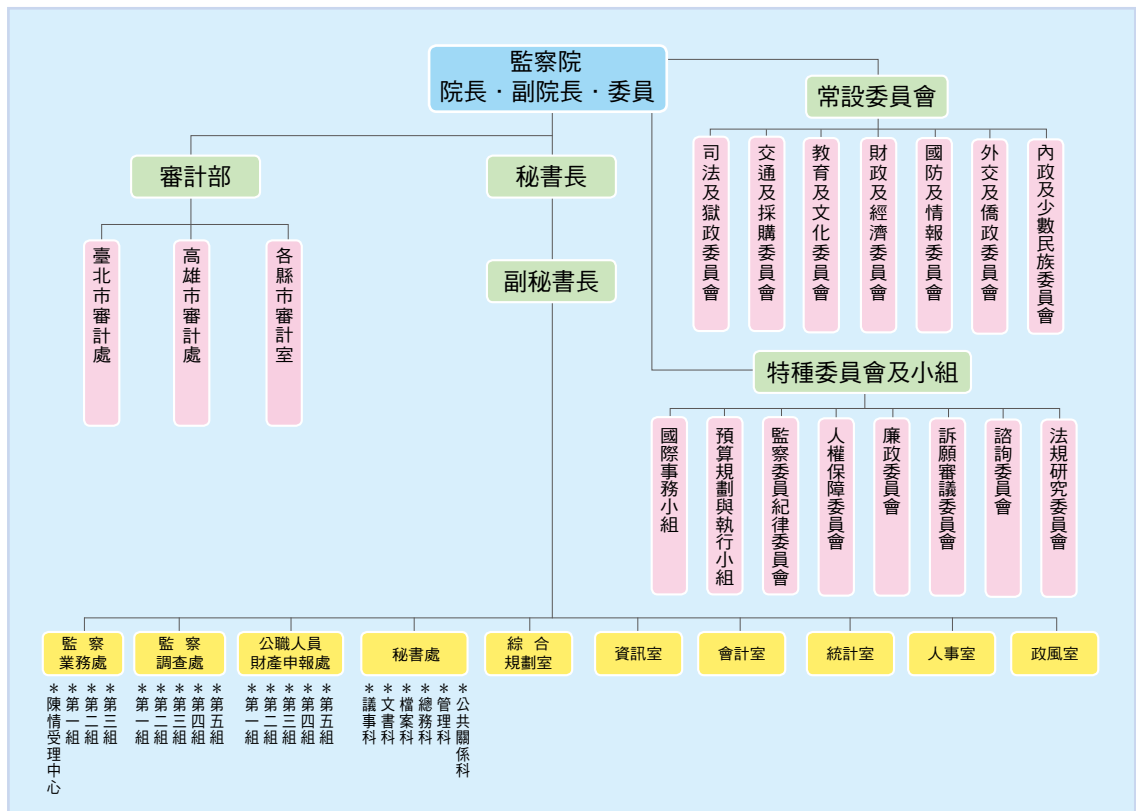 監察院
院長・副院長・委員
常設委員會
司法及獄政委員會
交通及採購委員會
教育及文化委員會
財政及經濟委員會
國防及情報委員會
外交及僑政委員會
內政及少數民族委員會
審計部
臺北市審計處
高雄市審計處
各縣市審計室
秘書長
副秘書長
特種委員會及小組
國際事務小組
預算規劃與執行小組
監察委員紀律委員會
人權保障委員會
廉政委員會
訴願審議委員會
諮詢委員會
法規研究委員會
監 察
業務處
*陳情受理中心
*第一組
*第二組
*第三組
監 察
調查處
*第一組
*第二組
*第三組
*第四組
*第五組
公職人員
財產申報處
*第一組
*第二組
*第三組
*第四組
*第五組
秘書處
*議事科
*文書科
*檔案科
*總務科
*管理科
*公共關係科
綜 合
規劃室
資訊室
會計室
統計室
人事室
政風室